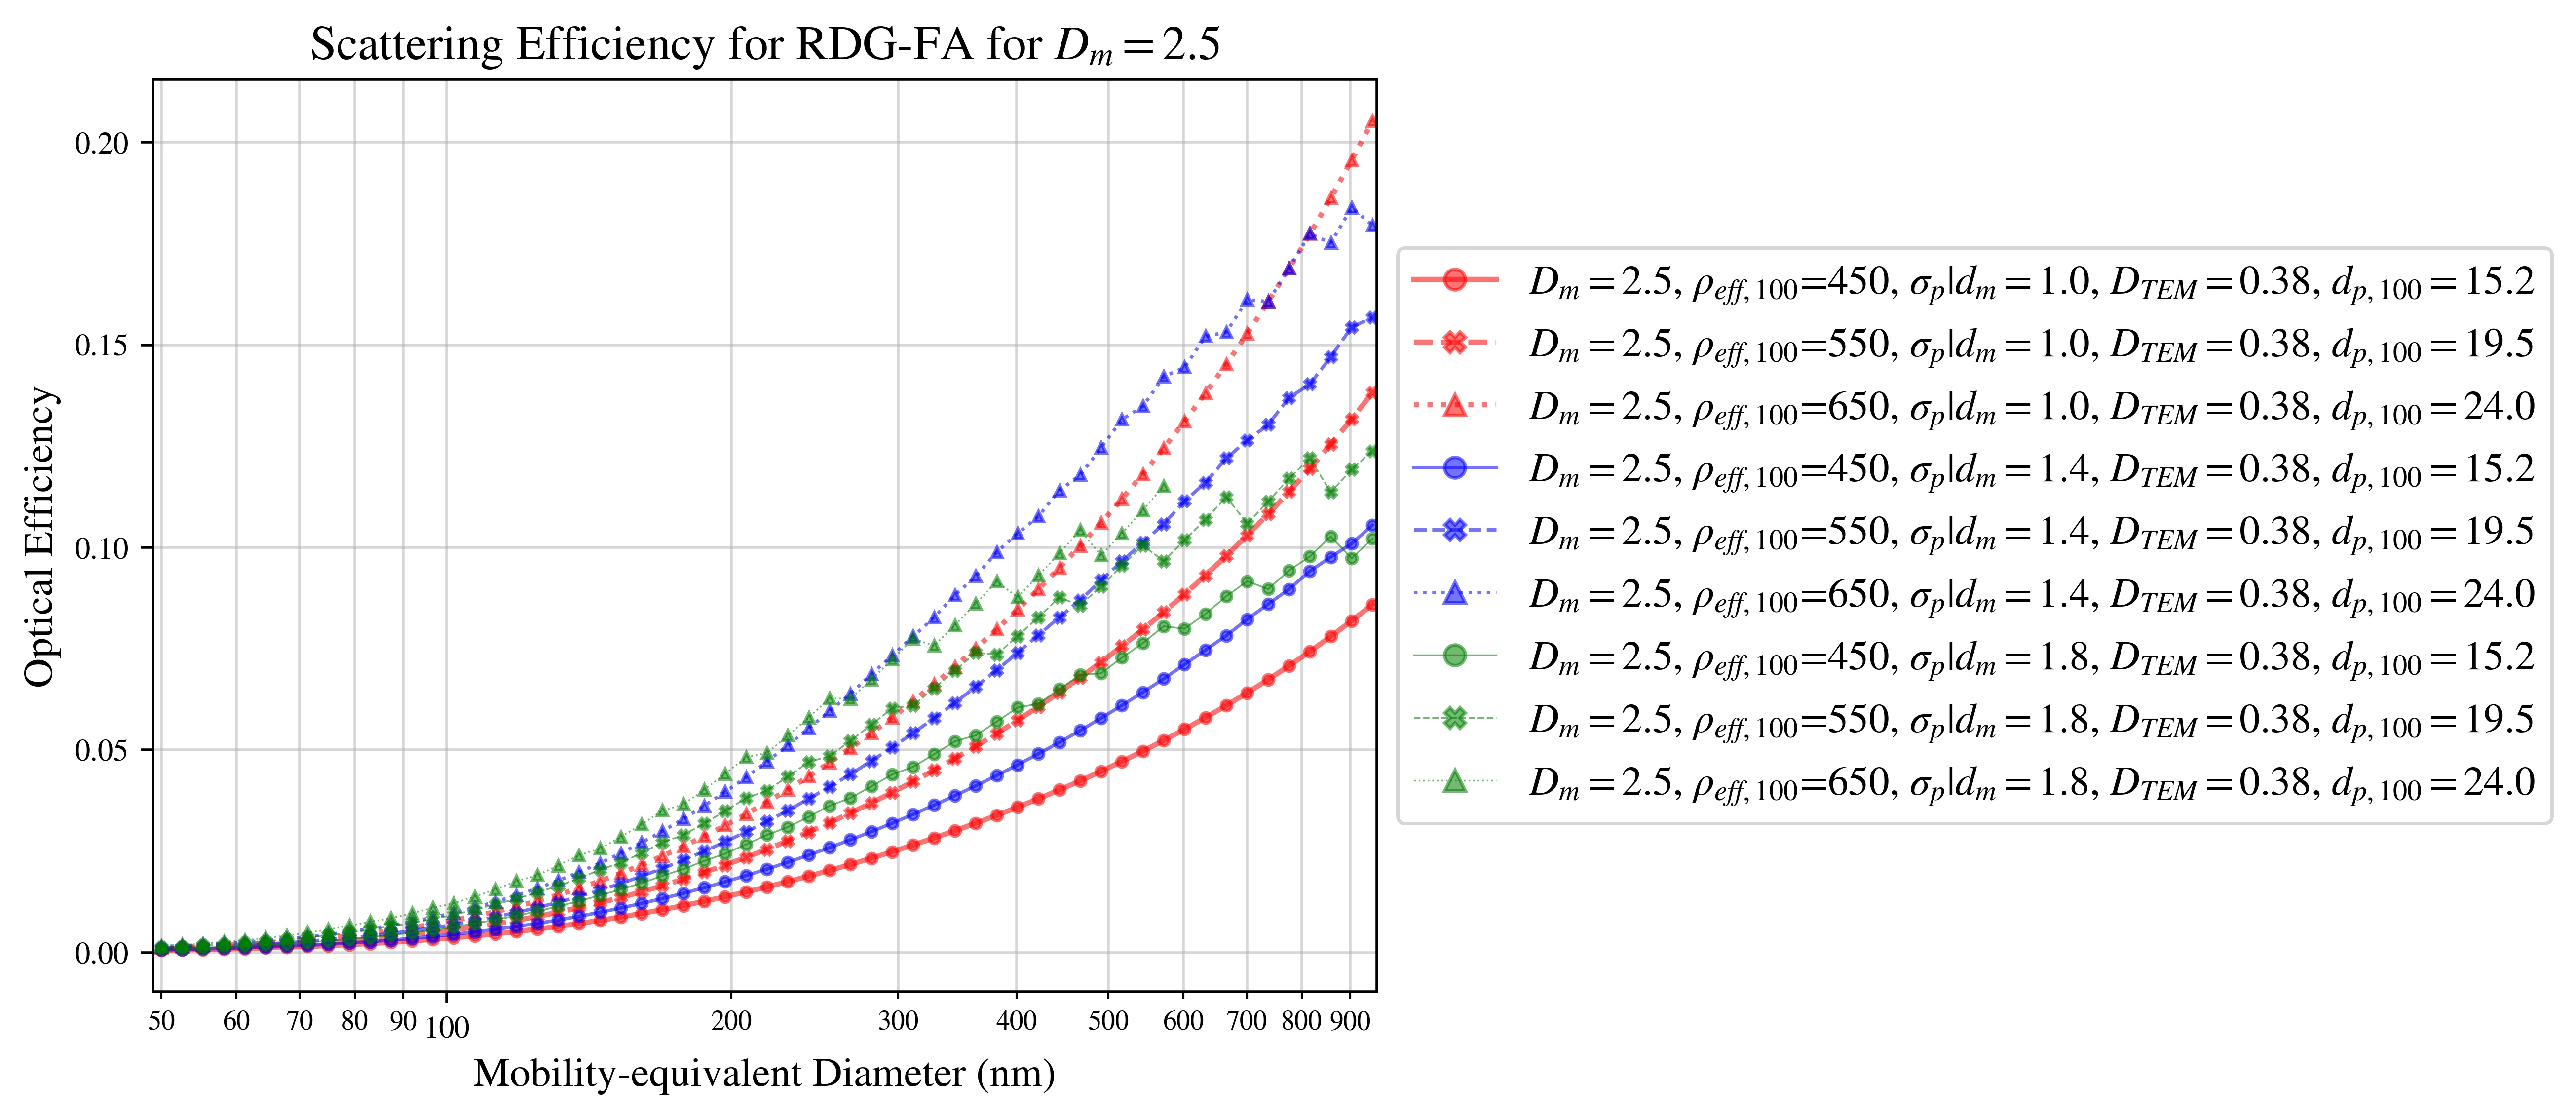 Scattering Efficiency for RDG-FA for Dₘ = 2.5
Optical Efficiency
0.20
0.15
0.10
0.05
0.00
50 60 70 80 90 100 200 300 400 500 600 700 800 900
Mobility-equivalent Diameter (nm)
D_m = 2.5, ρ_eff,100=450, σ_p|d_m = 1.0, D_TEM = 0.38, d_p,100 = 15.2
D_m = 2.5, ρ_eff,100=550, σ_p|d_m = 1.0, D_TEM = 0.38, d_p,100 = 19.5
D_m = 2.5, ρ_eff,100=650, σ_p|d_m = 1.0, D_TEM = 0.38, d_p,100 = 24.0
D_m = 2.5, ρ_eff,100=450, σ_p|d_m = 1.4, D_TEM = 0.38, d_p,100 = 15.2
D_m = 2.5, ρ_eff,100=550, σ_p|d_m = 1.4, D_TEM = 0.38, d_p,100 = 19.5
D_m = 2.5, ρ_eff,100=650, σ_p|d_m = 1.4, D_TEM = 0.38, d_p,100 = 24.0
D_m = 2.5, ρ_eff,100=450, σ_p|d_m = 1.8, D_TEM = 0.38, d_p,100 = 15.2
D_m = 2.5, ρ_eff,100=550, σ_p|d_m = 1.8, D_TEM = 0.38, d_p,100 = 19.5
D_m = 2.5, ρ_eff,100=650, σ_p|d_m = 1.8, D_TEM = 0.38, d_p,100 = 24.0